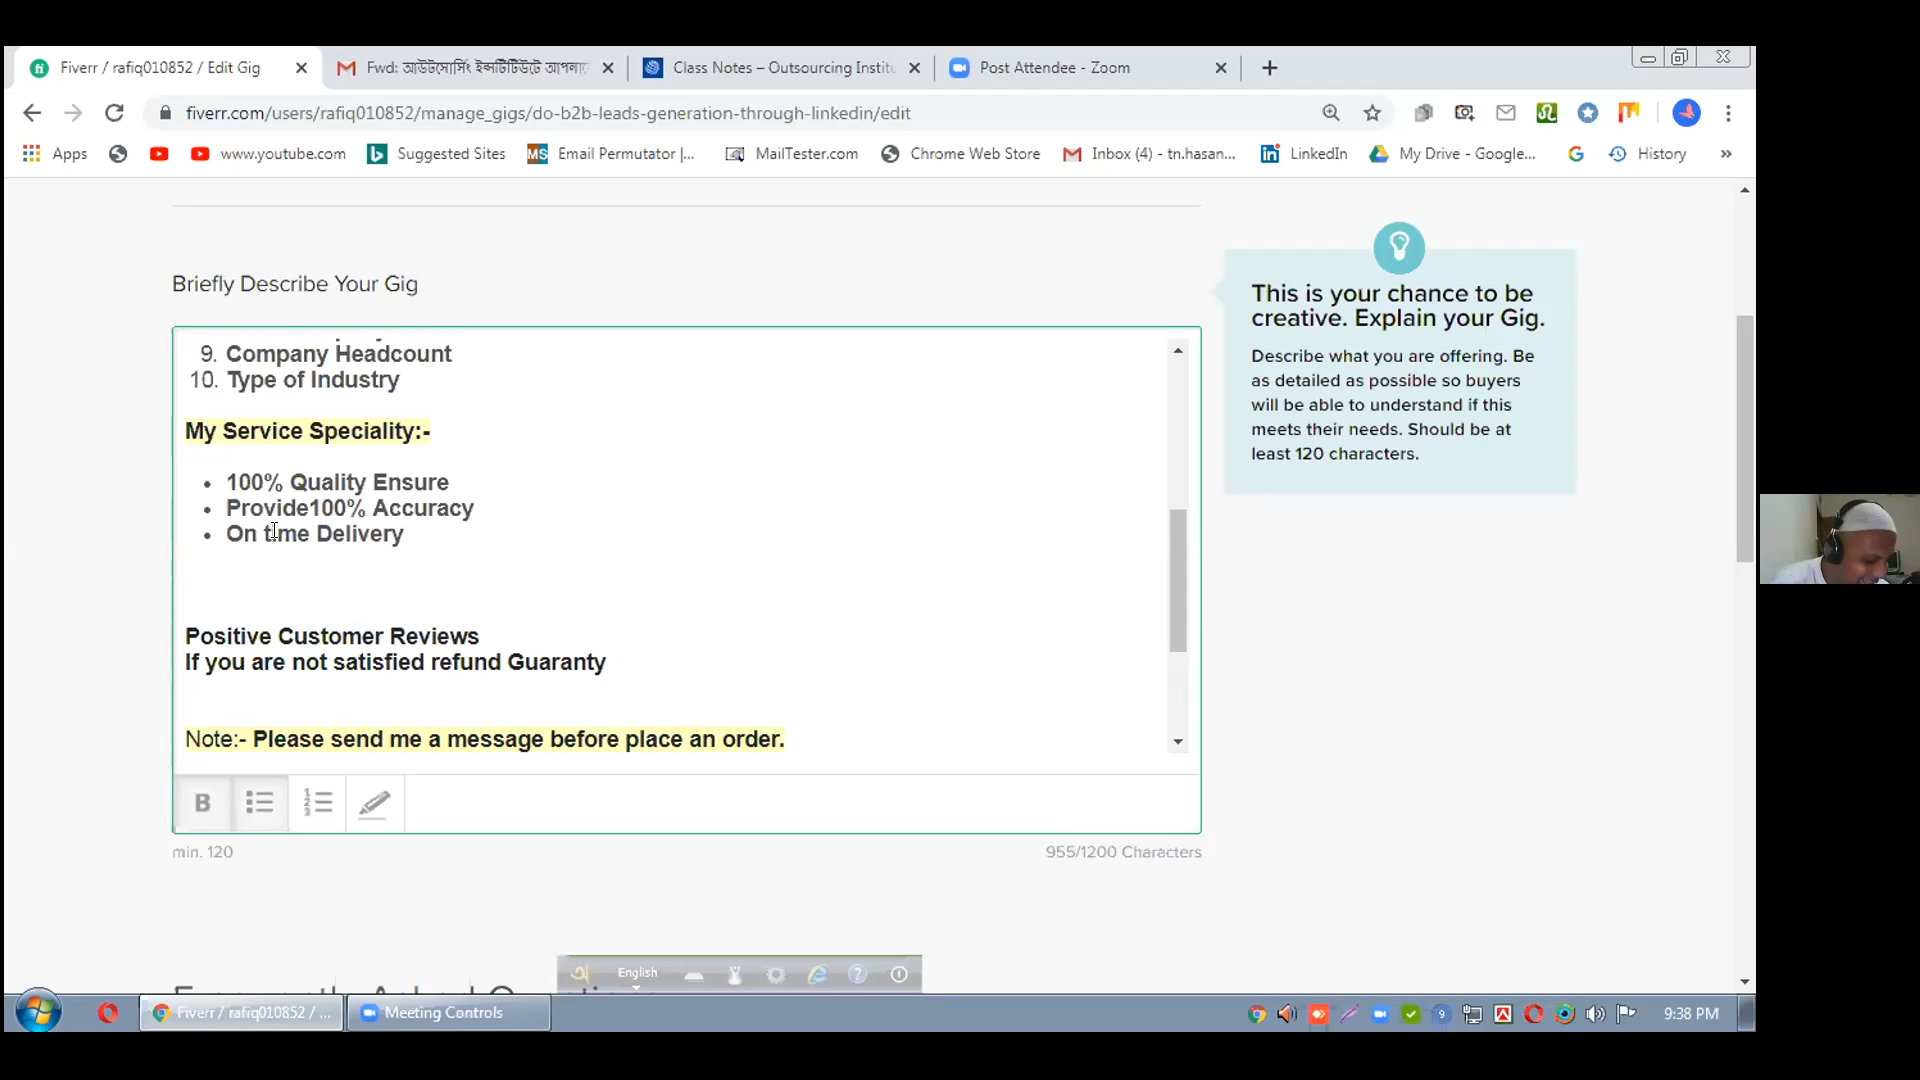 Fiverr / rafiq010852 / Edit Gig
Fwd: আউটসোর্সিং ইন্সটিটিউটে আপনা
Class Notes – Outsourcing Institu
Post Attendee - Zoom
fiverr.com/users/rafiq010852/manage_gigs/do-b2b-leads-generation-through-linkedin/edit
Apps
www.youtube.com
Suggested Sites
Email Permutator |...
MailTester.com
Chrome Web Store
Inbox (4) - tn.hasan...
LinkedIn
My Drive - Google...
History
Briefly Describe Your Gig
9. Company Headcount
10. Type of Industry
My Service Speciality:-
• 100% Quality Ensure
• Provide100% Accuracy
• On time Delivery
Positive Customer Reviews
If you are not satisfied refund Guaranty
Note:- Please send me a message before place an order.
B
min. 120
955/1200 Characters
This is your chance to be
creative. Explain your Gig.
Describe what you are offering. Be
as detailed as possible so buyers
will be able to understand if this
meets their needs. Should be at
least 120 characters.
English
Fiverr / rafiq010852 / ...
Meeting Controls
9:38 PM